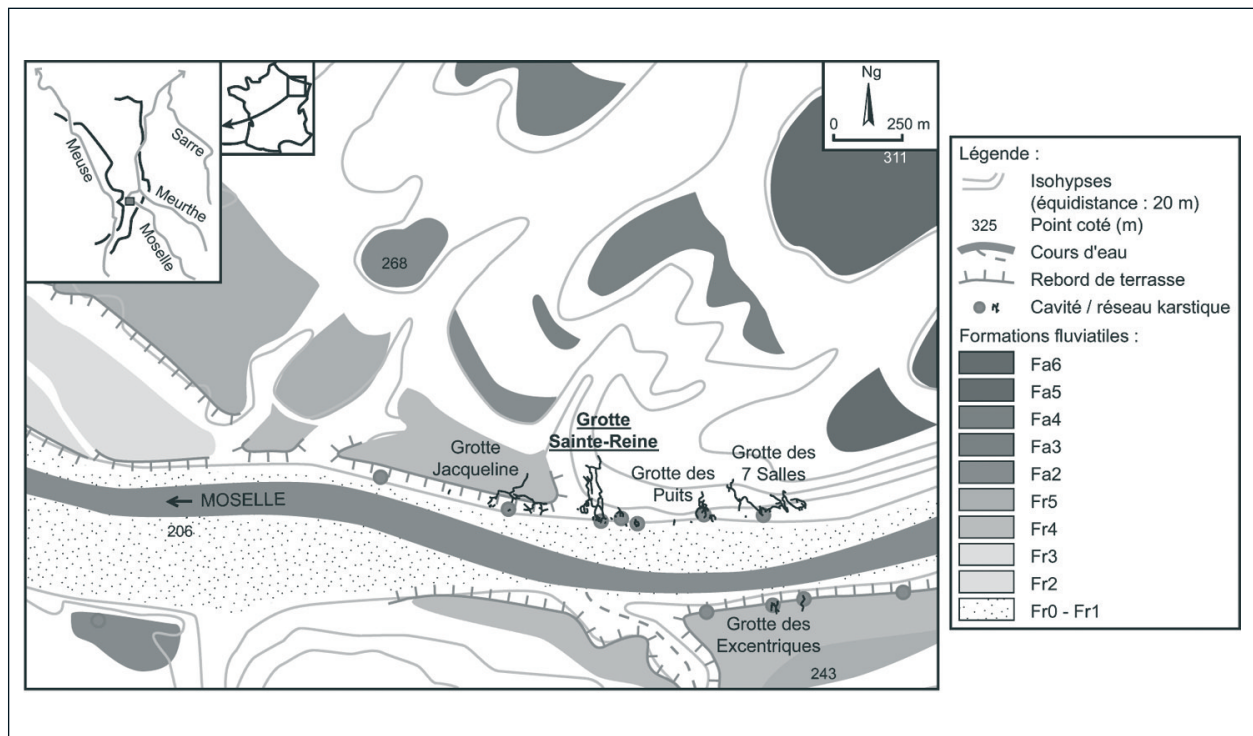 Meuse
Sarre
Meurthe
Moselle
Ng
0 250 m
311
268
Grotte
Jacqueline
Grotte
Sainte-Reine
Grotte des
Puits
Grotte des
7 Salles
MOSELLE
206
Grotte des
Excentriques
243
Légende :
Isohypses
(équidistance : 20 m)
325 Point coté (m)
Cours d'eau
Rebord de terrasse
Cavité / réseau karstique
Formations fluviatiles :
Fa6
Fa5
Fa4
Fa3
Fa2
Fr5
Fr4
Fr3
Fr2
Fr0 - Fr1